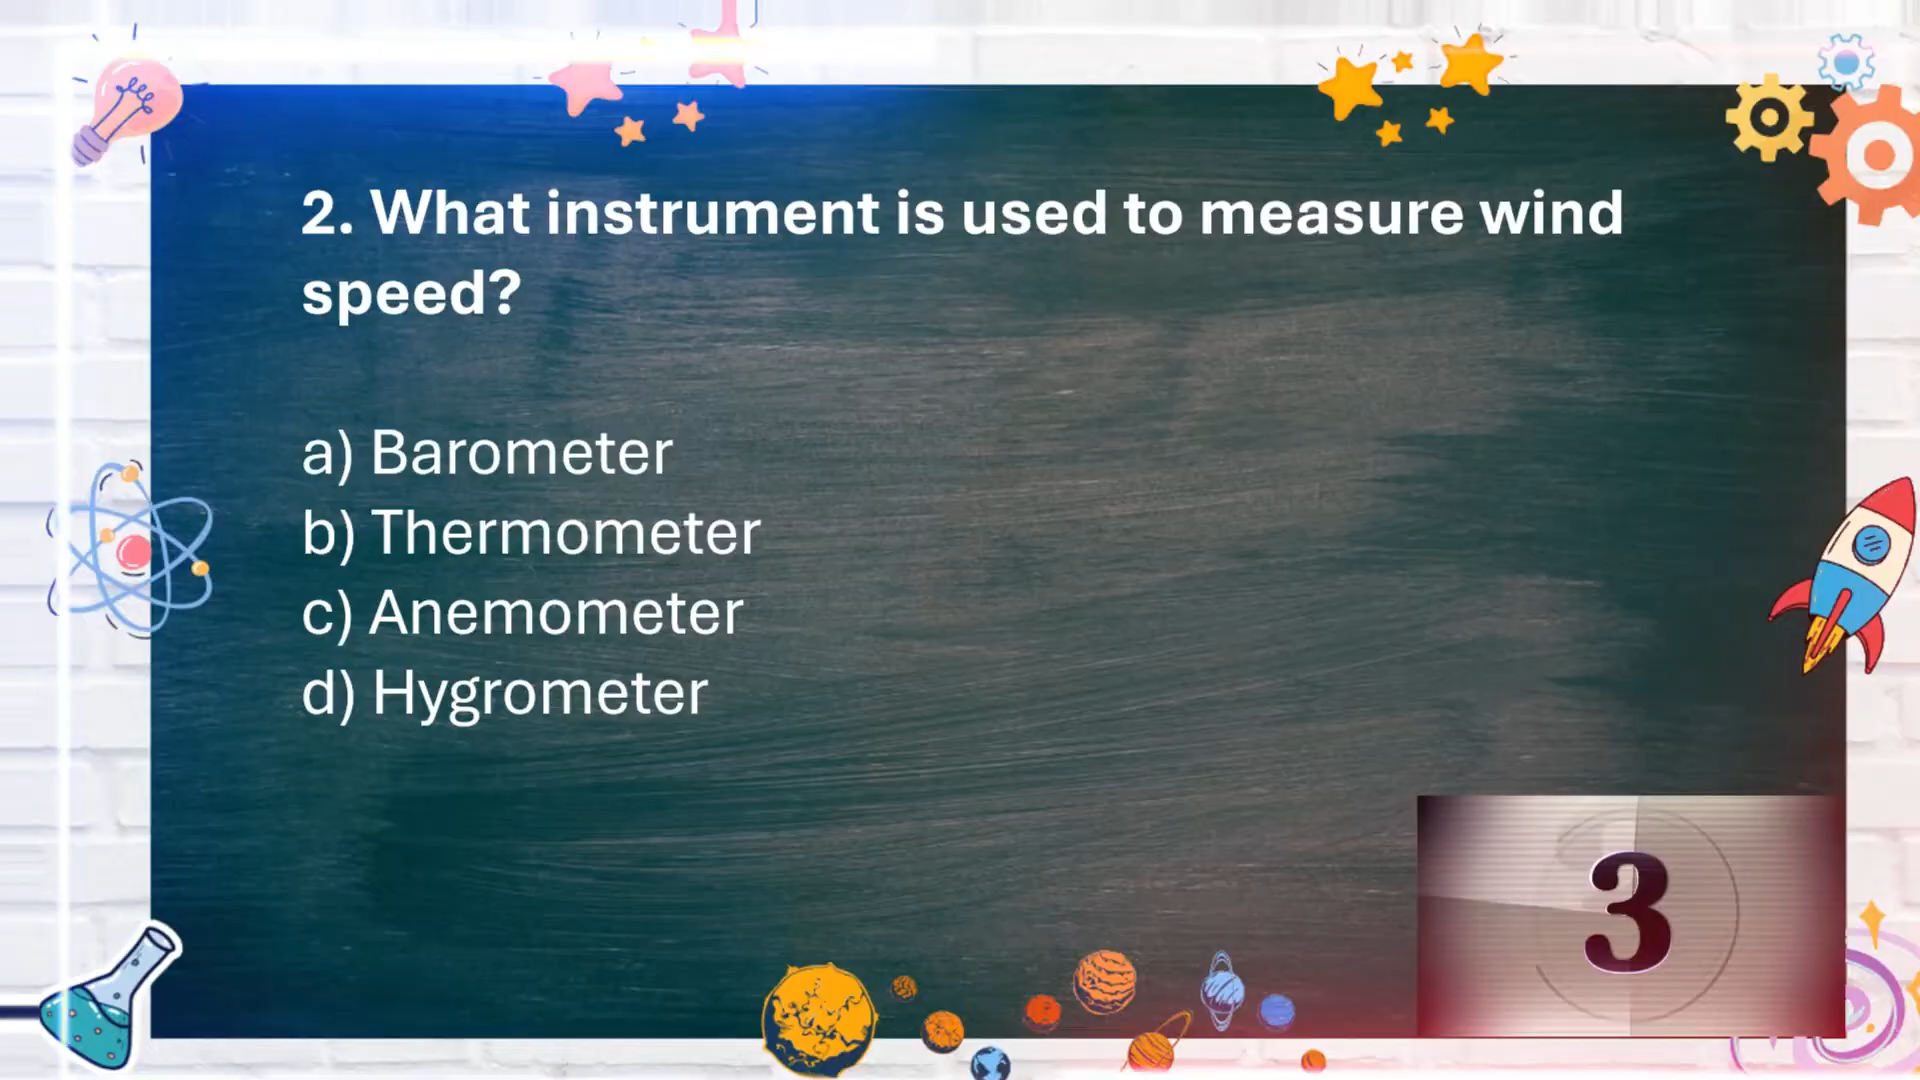 2. What instrument is used to measure wind
speed?
a) Barometer
b) Thermometer
c) Anemometer
d) Hygrometer
3